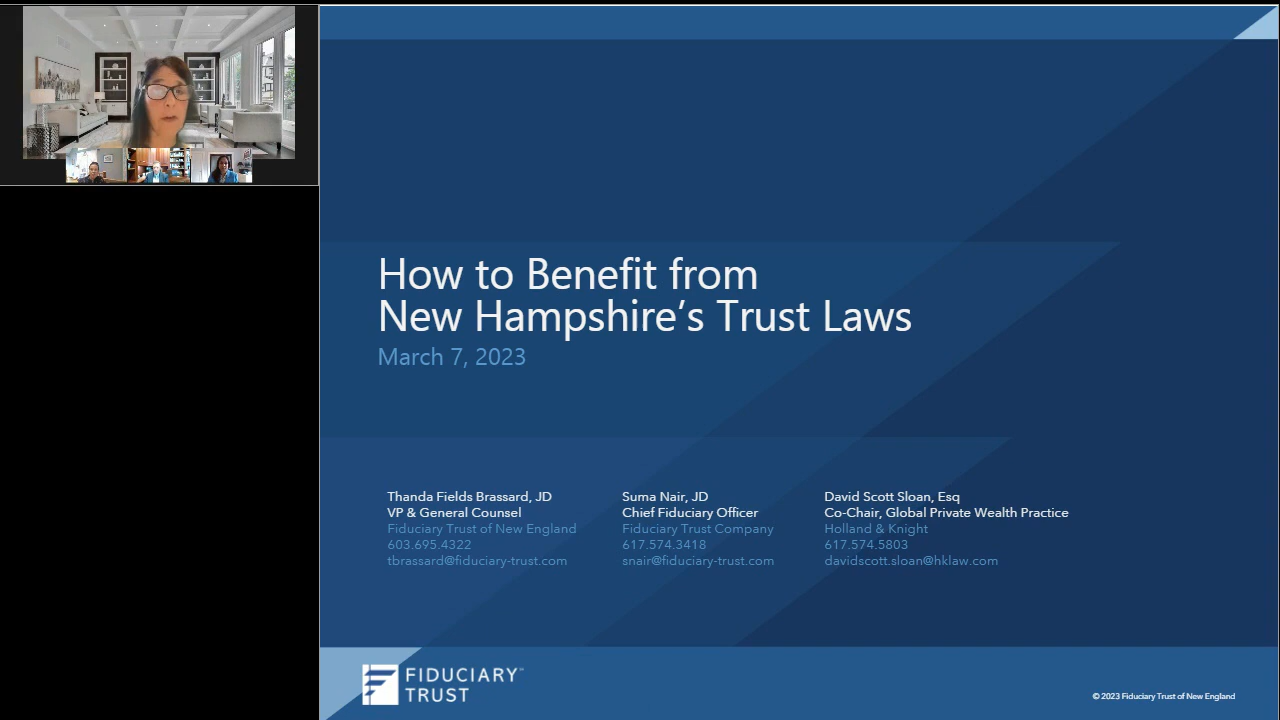 How to Benefit from
New Hampshire’s Trust Laws
March 7, 2023
Thanda Fields Brassard, JD
VP & General Counsel
Fiduciary Trust of New England
603.695.4322
tbrassard@fiduciary-trust.com
Suma Nair, JD
Chief Fiduciary Officer
Fiduciary Trust Company
617.574.3418
snair@fiduciary-trust.com
David Scott Sloan, Esq
Co-Chair, Global Private Wealth Practice
Holland & Knight
617.574.5803
davidscott.sloan@hklaw.com
FIDUCIARY™
TRUST
© 2023 Fiduciary Trust of New England